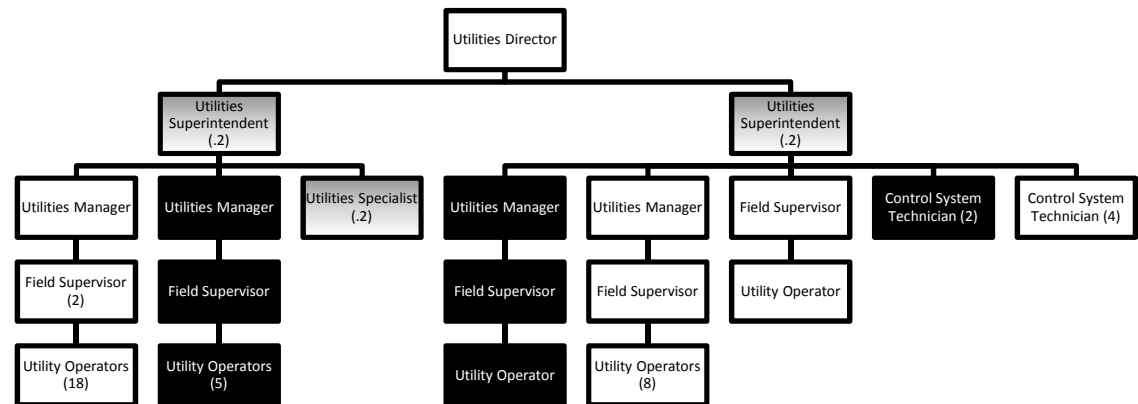 Utilities Director
Utilities
Superintendent
(.2)
Utilities
Superintendent
(.2)
Utilities Manager
Utilities Manager
Utilities Specialist
(.2)
Utilities Manager
Utilities Manager
Field Supervisor
Control System
Technician (2)
Control System
Technician (4)
Field Supervisor
(2)
Field Supervisor
Field Supervisor
Field Supervisor
Utility Operator
Utility Operators
(18)
Utility Operators
(5)
Utility Operator
Utility Operators
(8)